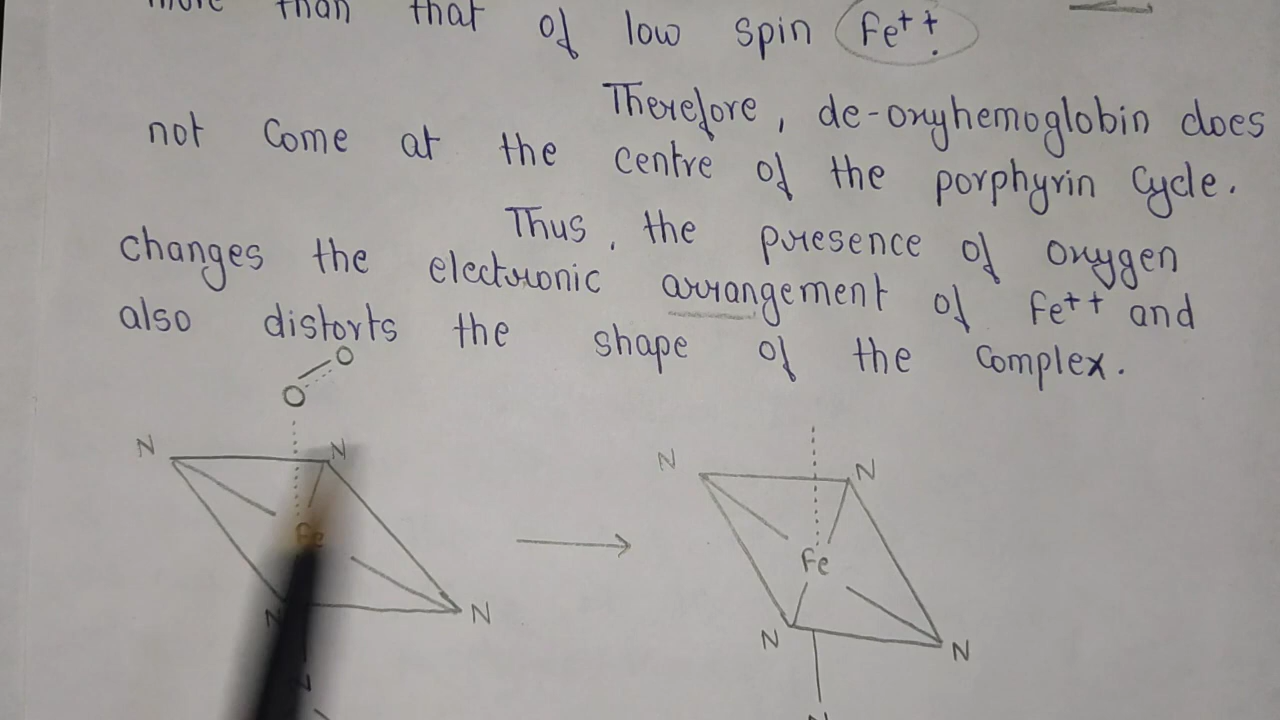 more than that of low spin Fe++.
Therefore, de-oxyhemoglobin does
not come at the centre of the porphyrin cycle.
Thus, the presence of oxygen
changes the electronic arrangement of Fe++ and
also distorts the shape of the complex.
O
O
N N
N N
Fe
Fe
N N
N N
N
N